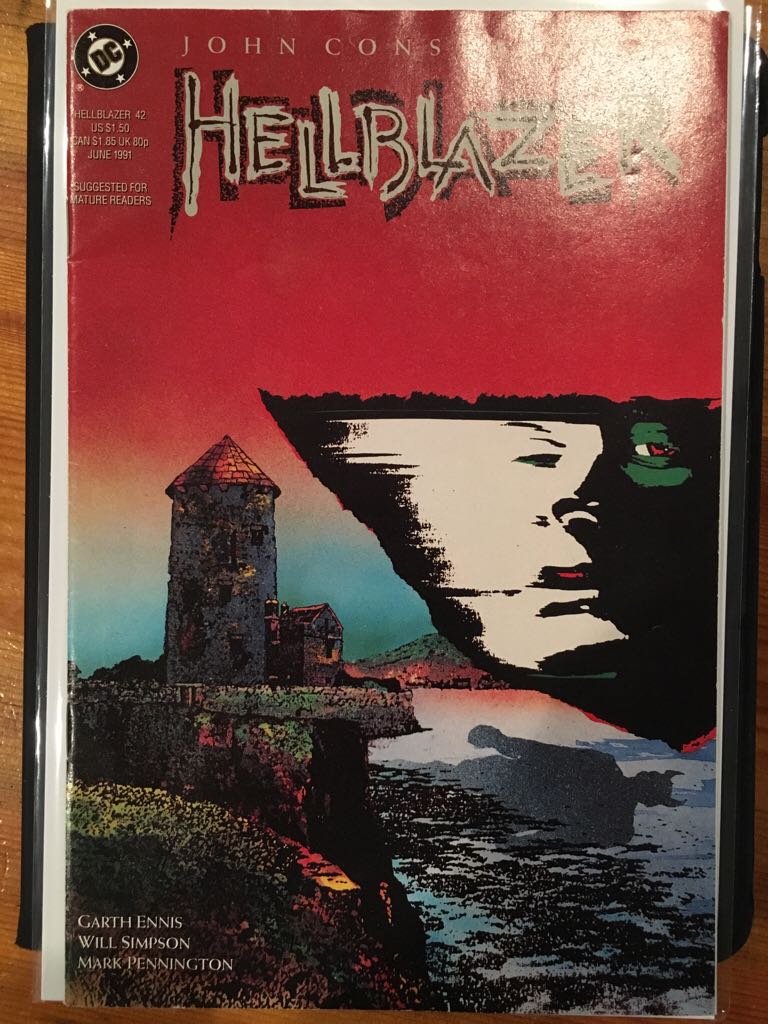 DC
JOHN CONSTANTINE
HELLBLAZER
HELLBLAZER 42
US $1.50
CAN $1.85 UK 80p
JUNE 1991
SUGGESTED FOR
MATURE READERS
GARTH ENNIS
WILL SIMPSON
MARK PENNINGTON